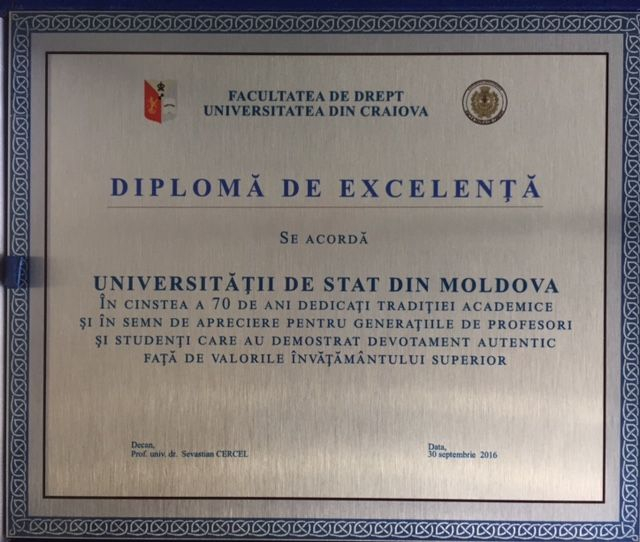 FACULTATEA DE DREPT
UNIVERSITATEA DIN CRAIOVA
DIPLOMĂ DE EXCELENŢĂ
SE ACORDĂ
UNIVERSITĂŢII DE STAT DIN MOLDOVA
ÎN CINSTEA A 70 DE ANI DEDICAŢI TRADIŢIEI ACADEMICE
ŞI ÎN SEMN DE APRECIERE PENTRU GENERAŢIILE DE PROFESORI
ŞI STUDENŢI CARE AU DEMOSTRAT DEVOTAMENT AUTENTIC
FAŢĂ DE VALORILE ÎNVĂŢĂMÂNTULUI SUPERIOR
Decan,
Prof. univ. dr. Sevastian CERCEL
Data,
30 septembrie 2016